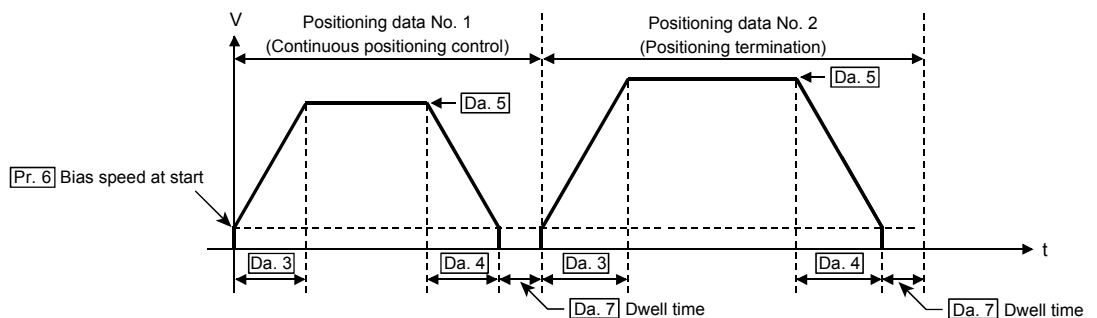 V
Positioning data No. 1
(Continuous positioning control)
Positioning data No. 2
(Positioning termination)
Da. 5
Da. 5
Pr. 6 Bias speed at start
t
Da. 3
Da. 4
Da. 3
Da. 4
Da. 7 Dwell time
Da. 7 Dwell time